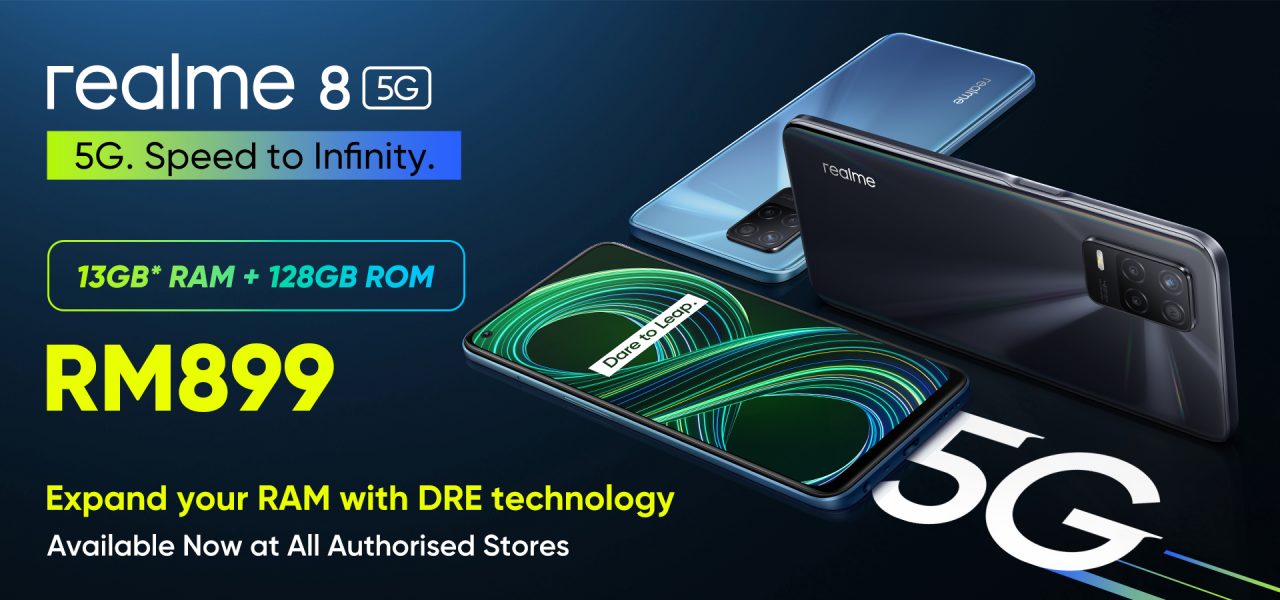 realme 8 5G
5G. Speed to Infinity.
13GB* RAM + 128GB ROM
RM899
Expand your RAM with DRE technology
Available Now at All Authorised Stores
realme
realme
Dare to Leap.
5G